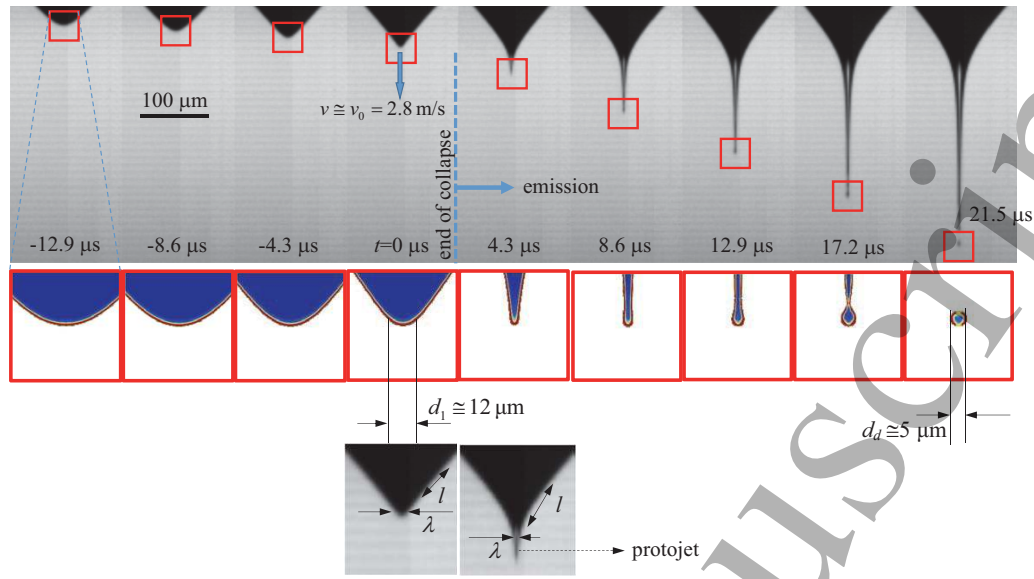 100 μm
v ≅ v₀ = 2.8 m/s
end of collapse
emission
-12.9 μs
-8.6 μs
-4.3 μs
t=0 μs
4.3 μs
8.6 μs
12.9 μs
17.2 μs
21.5 μs
d₁ ≅ 12 μm
d_d ≅ 5 μm
l
λ
l
λ
protojet